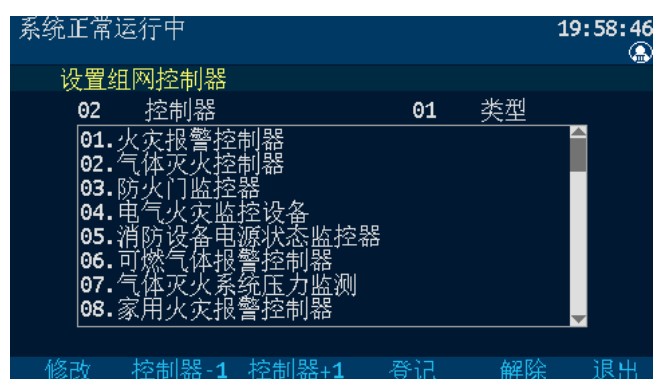 系统正常运行中 19:58:46
设置组网控制器
02 控制器 01 类型
01.火灾报警控制器
02.气体灭火控制器
03.防火门监控器
04.电气火灾监控设备
05.消防设备电源状态监控器
06.可燃气体报警控制器
07.气体灭火系统压力监测
08.家用火灾报警控制器
修改 控制器-1 控制器+1 登记 解除 退出